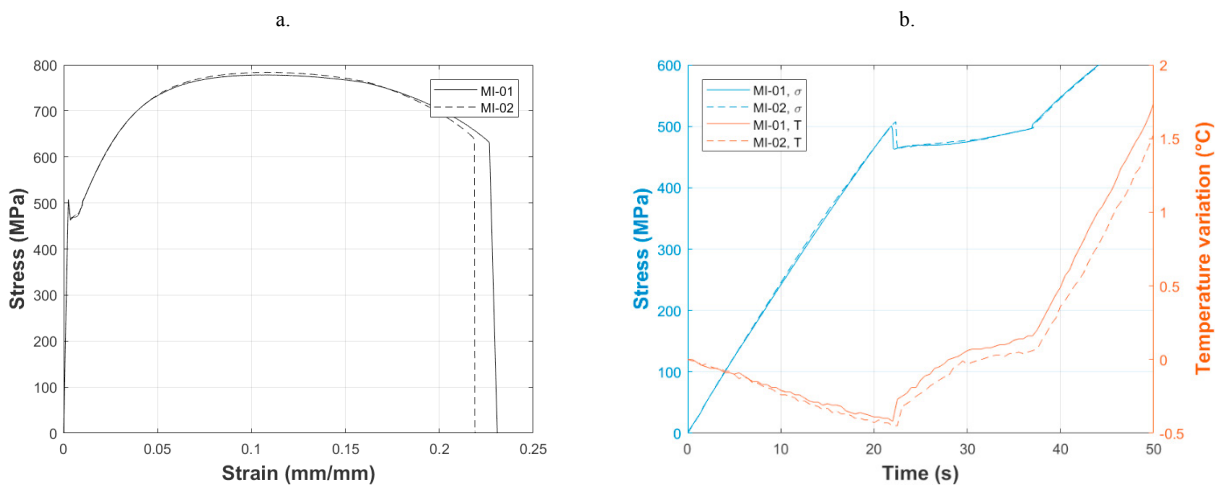 a.
800
700
600
500
400
300
200
100
0
Stress (MPa)
0
0.05
0.1
0.15
0.2
0.25
Strain (mm/mm)
MI-01
MI-02
b.
600
500
400
300
200
100
0
Stress (MPa)
MI-01, σ
MI-02, σ
MI-01, T
MI-02, T
0
10
20
30
40
50
Time (s)
2
1.5
1
0.5
0
-0.5
Temperature variation (°C)